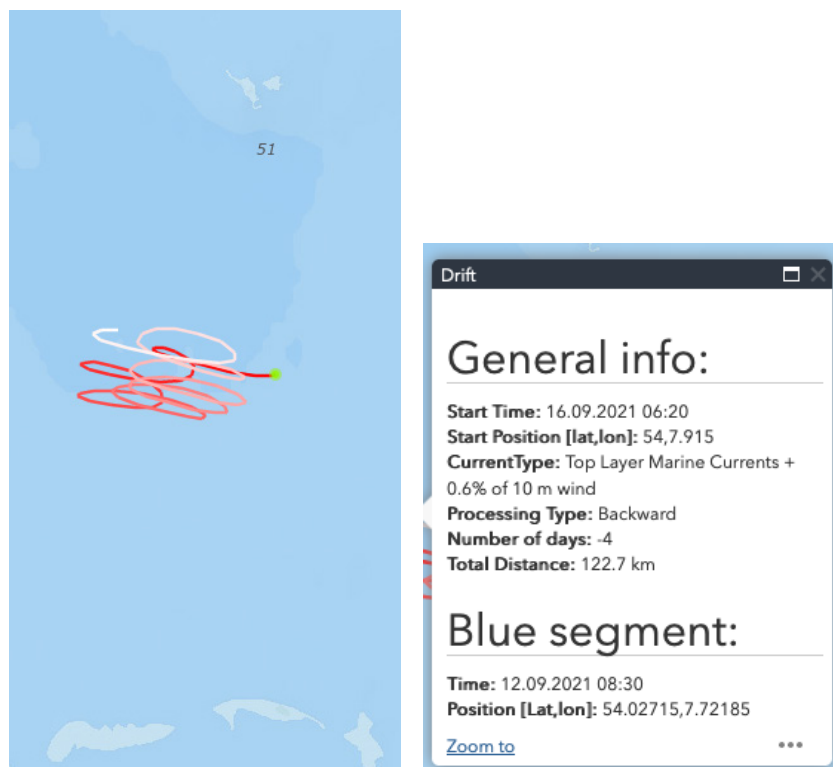 51
Drift
General info:
Start Time: 16.09.2021 06:20
Start Position [lat,lon]: 54,7.915
CurrentType: Top Layer Marine Currents +
0.6% of 10 m wind
Processing Type: Backward
Number of days: -4
Total Distance: 122.7 km
Blue segment:
Time: 12.09.2021 08:30
Position [Lat,lon]: 54.02715,7.72185
Zoom to